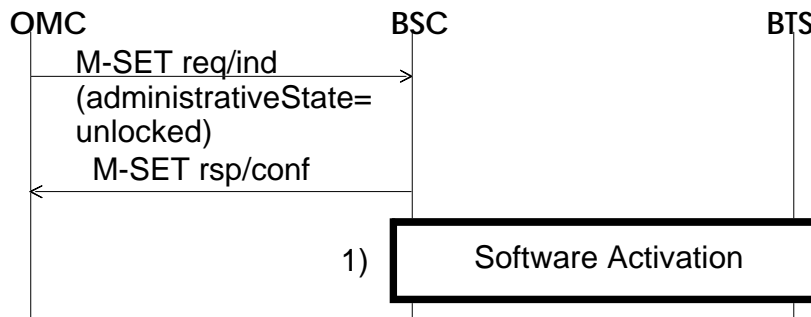 OMC BSC BTS
M-SET req/ind
(administrativeState=
unlocked)
M-SET rsp/conf
1) Software Activation